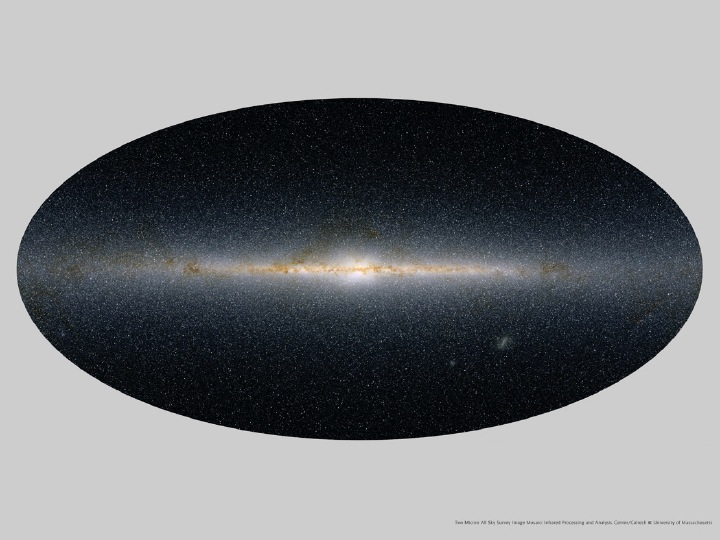 Two Micron All Sky Survey Image Mosaic: Infrared Processing and Analysis Center/Caltech & University of Massachusetts